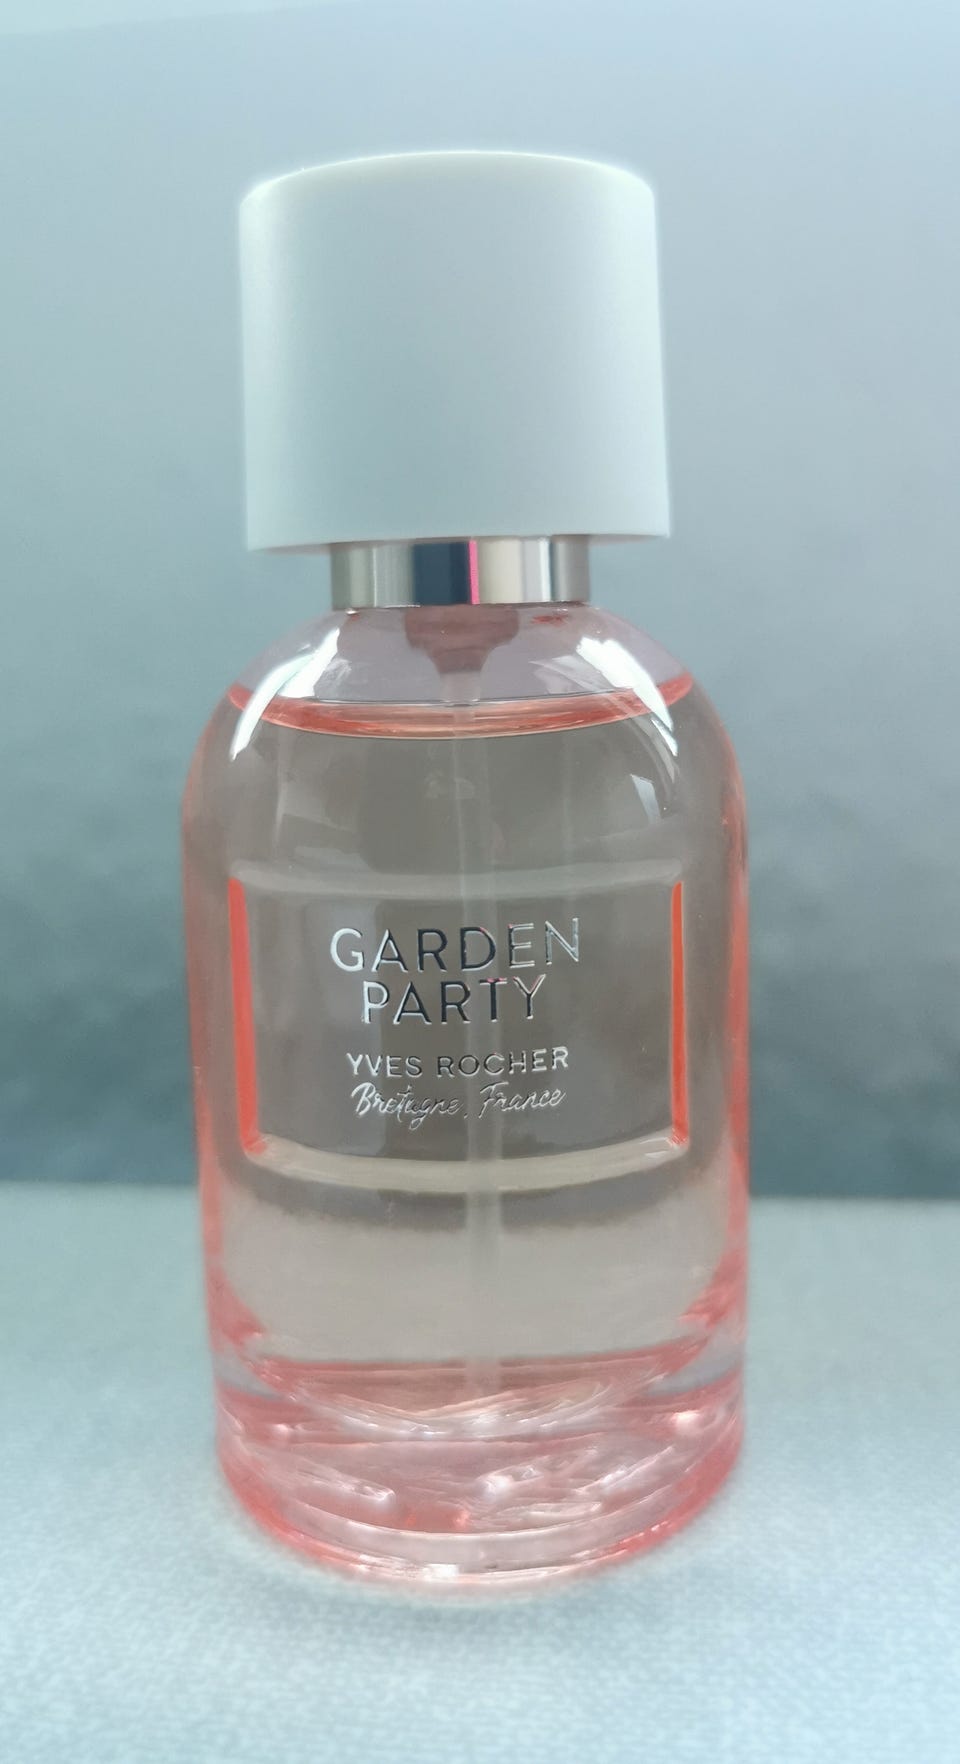 GARDEN
PARTY
YVES ROCHER
Bretagne, France